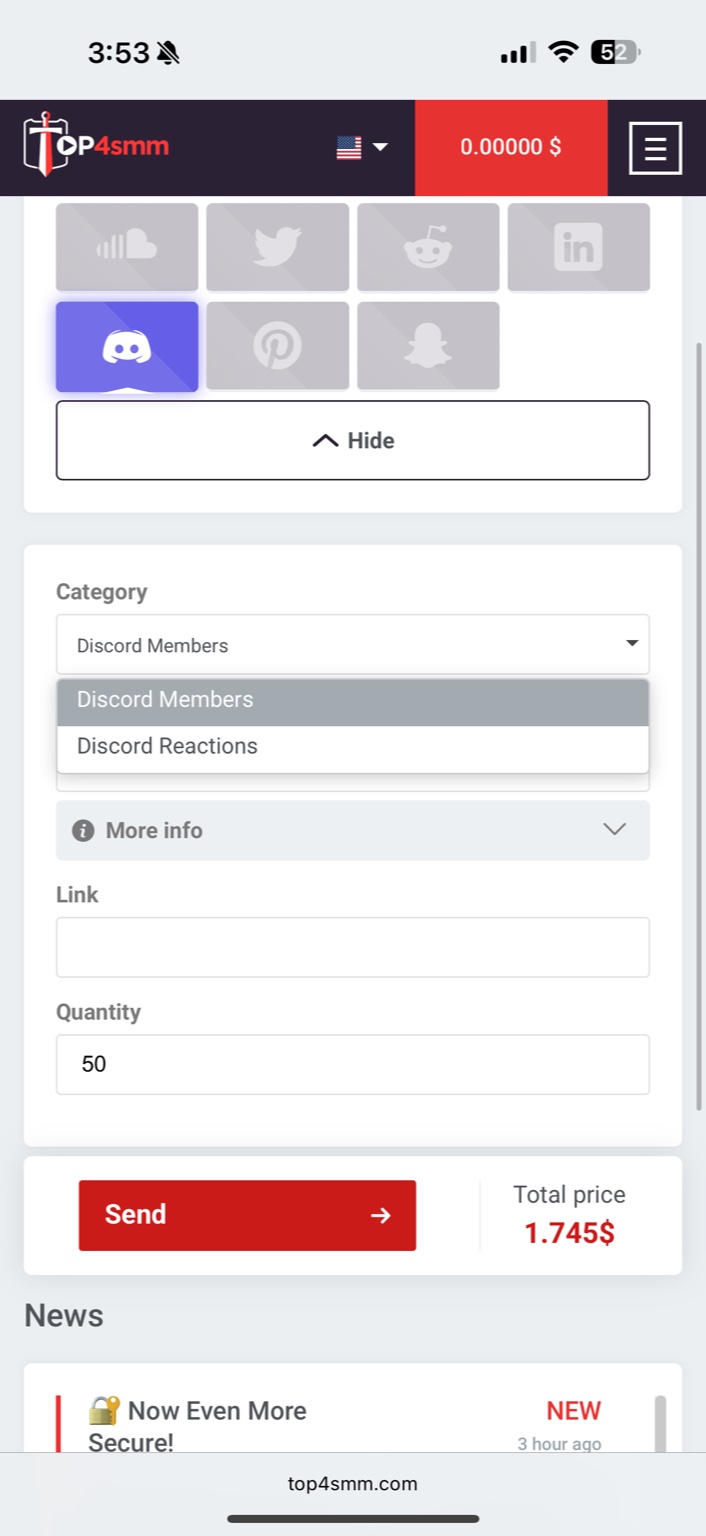 3:53
52
TOP4smm
0.00000 $
in
Hide
Category
Discord Members
Discord Members
Discord Reactions
More info
Link
Quantity
50
Send
Total price
1.745$
News
🔐 Now Even More
Secure!
NEW
3 hour ago
top4smm.com